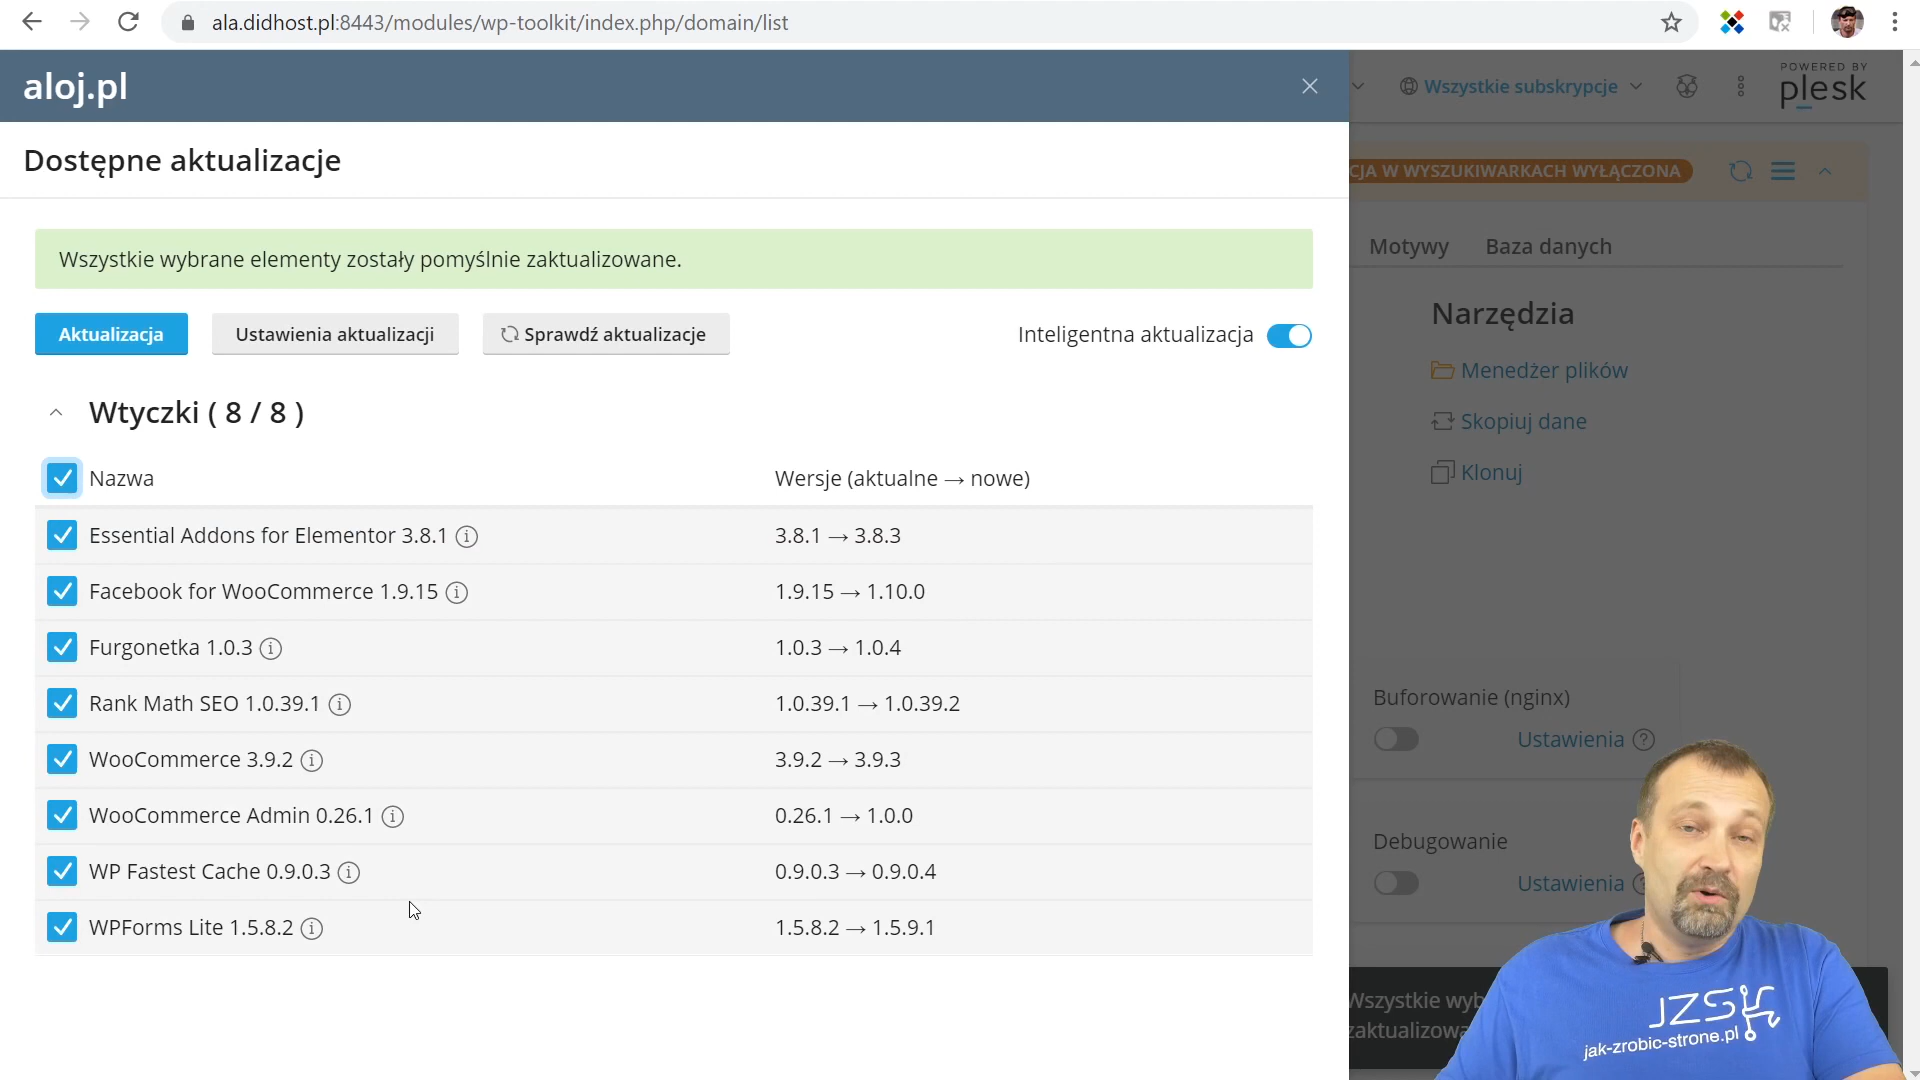 ala.didhost.pl:8443/modules/wp-toolkit/index.php/domain/list
aloj.pl
Wszystkie subskrypcje
POWERED BY
plesk
Dostępne aktualizacje
CJA W WYSZUKIWARKACH WYŁĄCZONA
Wszystkie wybrane elementy zostały pomyślnie zaktualizowane.
Motywy Baza danych
Aktualizacja Ustawienia aktualizacji Sprawdź aktualizacje Inteligentna aktualizacja
Narzędzia
Menedżer plików
Skopiuj dane
Klonuj
Wtyczki ( 8 / 8 )
Nazwa Wersje (aktualne → nowe)
Essential Addons for Elementor 3.8.1 3.8.1 → 3.8.3
Facebook for WooCommerce 1.9.15 1.9.15 → 1.10.0
Furgonetka 1.0.3 1.0.3 → 1.0.4
Rank Math SEO 1.0.39.1 1.0.39.1 → 1.0.39.2
WooCommerce 3.9.2 3.9.2 → 3.9.3
WooCommerce Admin 0.26.1 0.26.1 → 1.0.0
WP Fastest Cache 0.9.0.3 0.9.0.3 → 0.9.0.4
WPForms Lite 1.5.8.2 1.5.8.2 → 1.5.9.1
Buforowanie (nginx)
Ustawienia
Debugowanie
Ustawienia
Wszystkie wyb
zaktualizowa
JZS
jak-zrobic-strone.pl